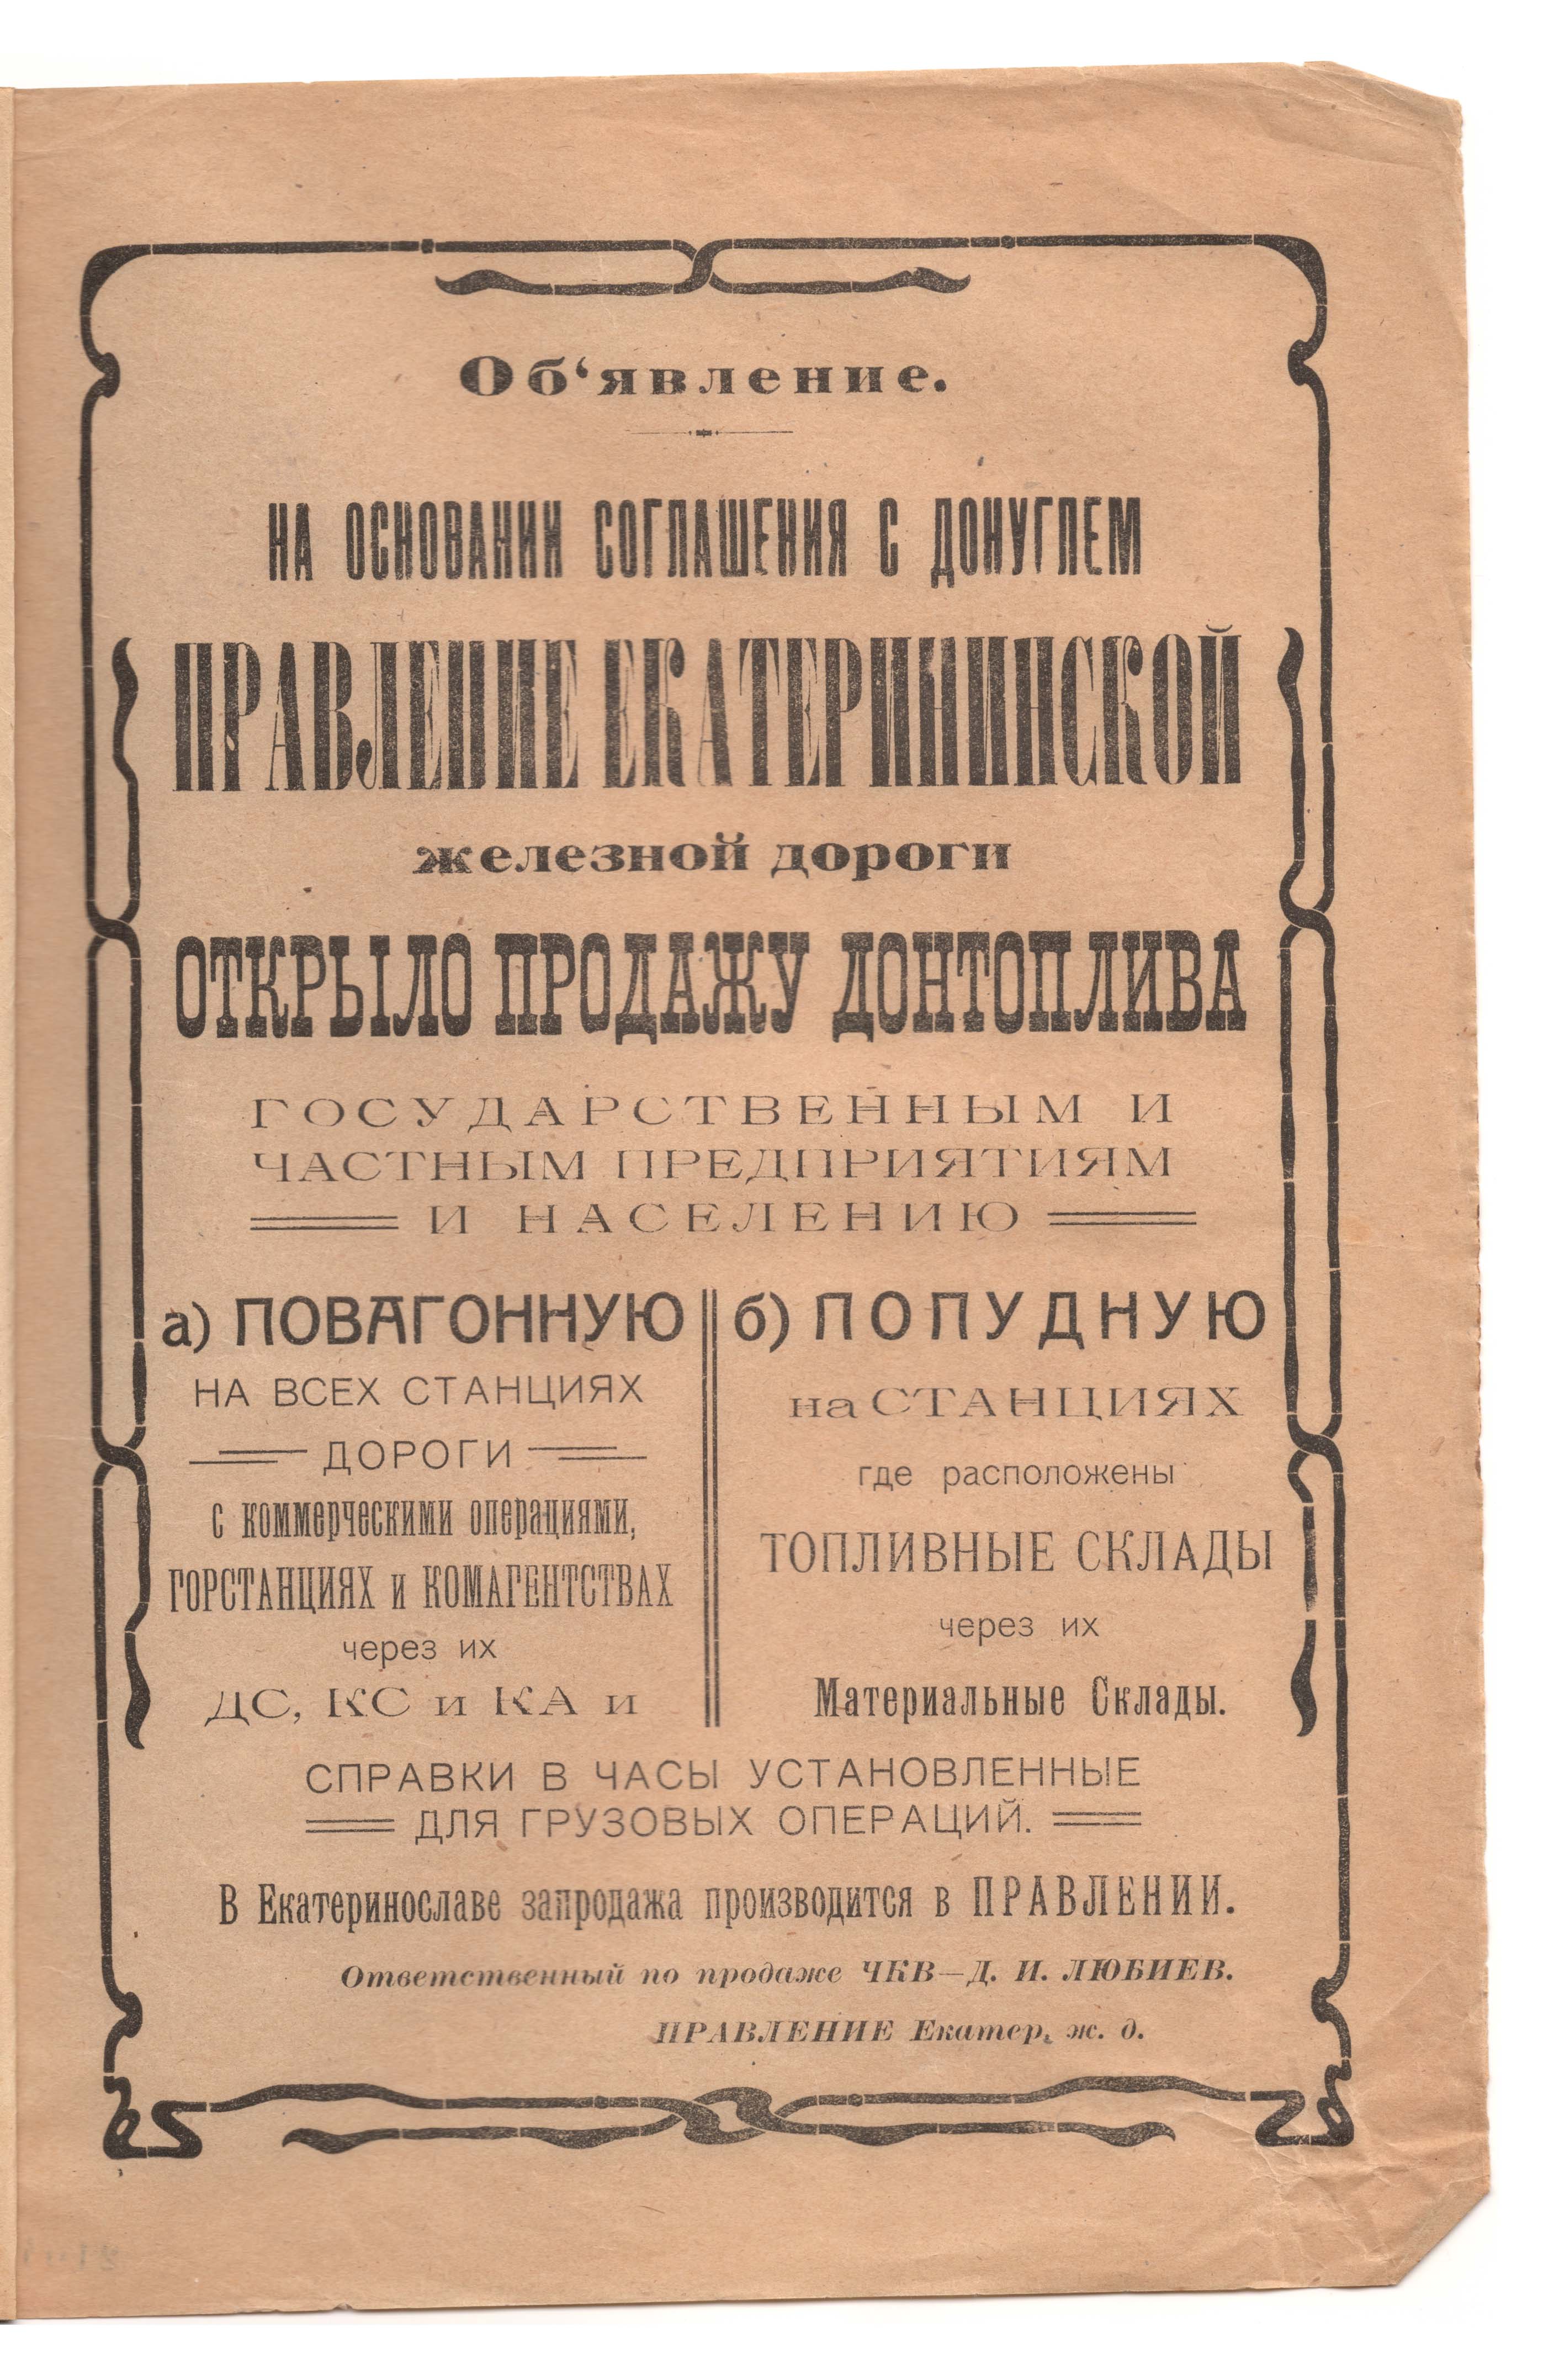 Об‘явление.
НА ОСНОВАНИИ СОГЛАШЕНИЯ С ДОНУГЛЕМ
ПРАВЛЕНИЕ ЕКАТЕРИНИНСКОЙ
железной дороги
ОТКРЫЛО ПРОДАЖУ ДОНТОПЛИВА
ГОСУДАРСТВЕННЫМ И
ЧАСТНЫМ ПРЕДПРИЯТИЯМ
И НАСЕЛЕНИЮ
а) ПОВАГОННУЮ
НА ВСЕХ СТАНЦИЯХ
ДОРОГИ
с коммерческими операциями,
ГОРСТАНЦИЯХ и КОМАГЕНТСТВАХ
через их
ДС, КС и КА и
б) ПОПУДНУЮ
на СТАНЦИЯХ
где расположены
ТОПЛИВНЫЕ СКЛАДЫ
через их
Материальные Склады.
СПРАВКИ В ЧАСЫ УСТАНОВЛЕННЫЕ
ДЛЯ ГРУЗОВЫХ ОПЕРАЦИЙ.
В Екатеринославе запродажа производится в ПРАВЛЕНИИ.
Ответственный по продаже ЧКВ—Д. И. ЛЮБИЕВ.
ПРАВЛЕНИЕ Екатер. ж. д.